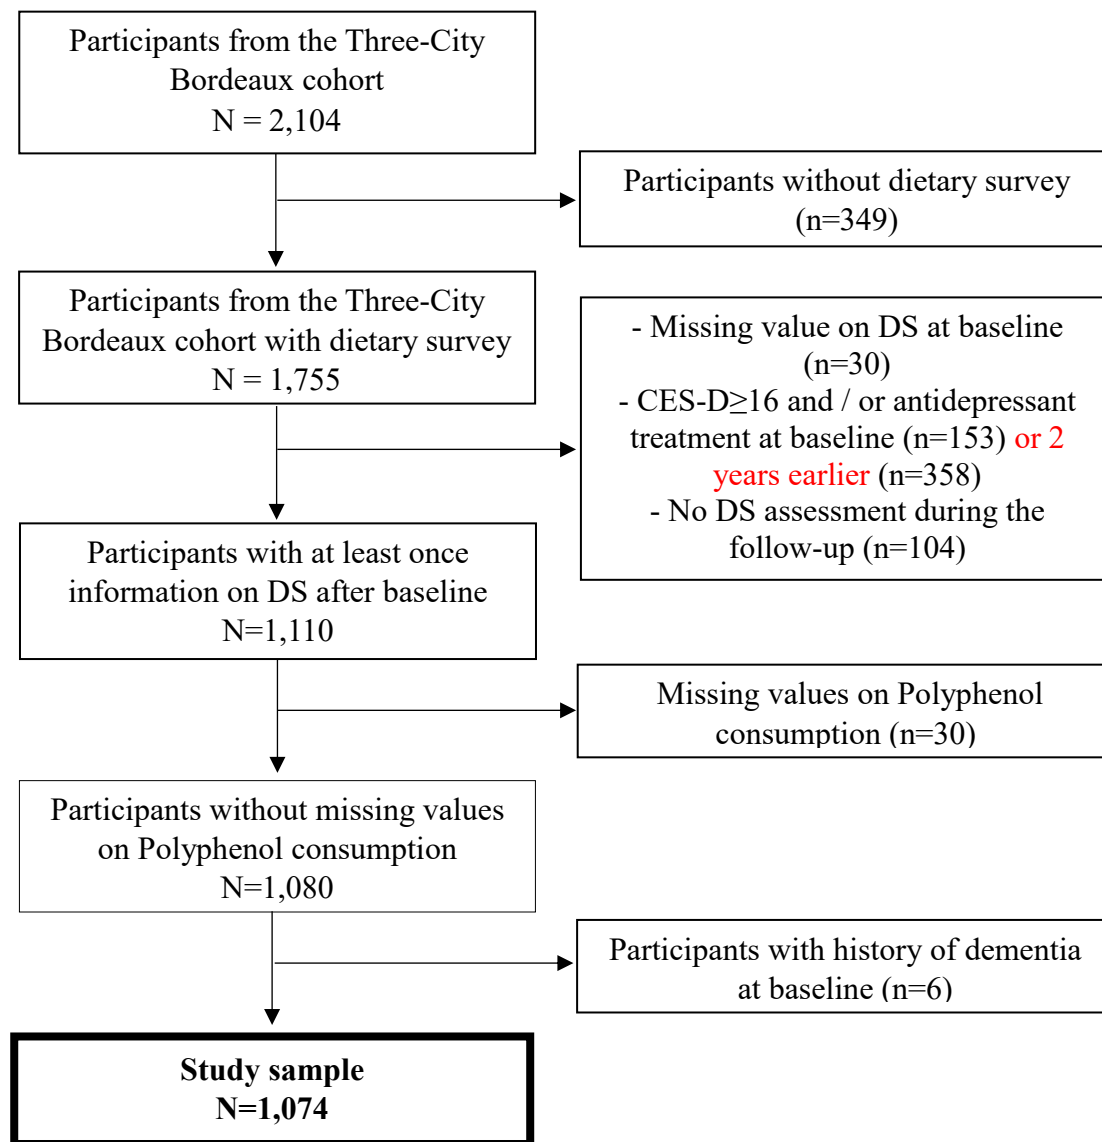 Participants from the Three-City
Bordeaux cohort
N = 2,104
Participants without dietary survey
(n=349)
Participants from the Three-City
Bordeaux cohort with dietary survey
N = 1,755
- Missing value on DS at baseline
(n=30)
- CES-D≥16 and / or antidepressant
treatment at baseline (n=153) or 2
years earlier (n=358)
- No DS assessment during the
follow-up (n=104)
Participants with at least once
information on DS after baseline
N=1,110
Missing values on Polyphenol
consumption (n=30)
Participants without missing values
on Polyphenol consumption
N=1,080
Participants with history of dementia
at baseline (n=6)
Study sample
N=1,074